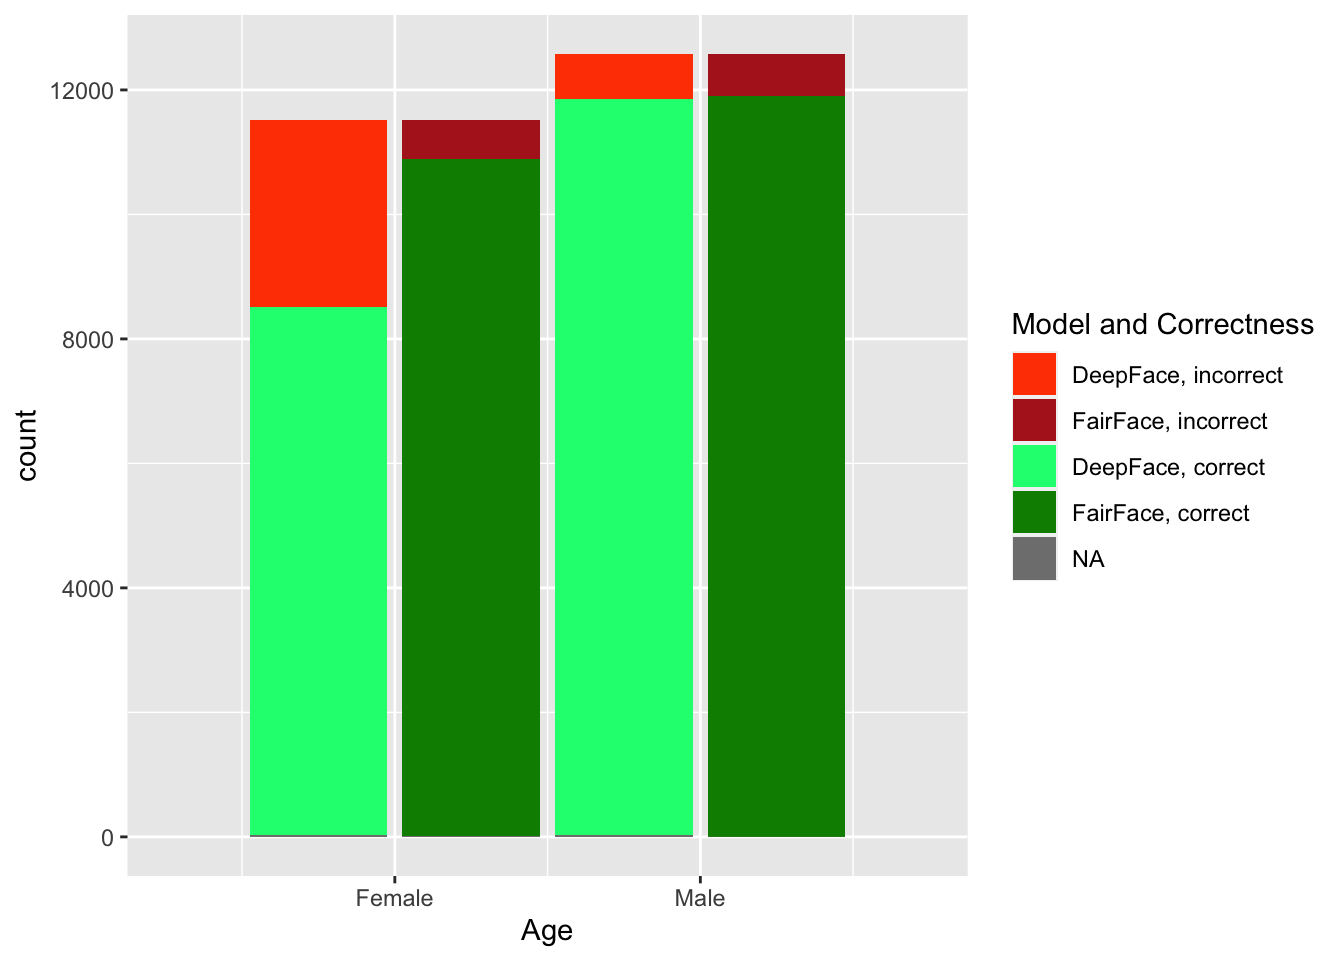 12000
8000
4000
0
count
Female
Male
Age
Model and Correctness
DeepFace, incorrect
FairFace, incorrect
DeepFace, correct
FairFace, correct
NA